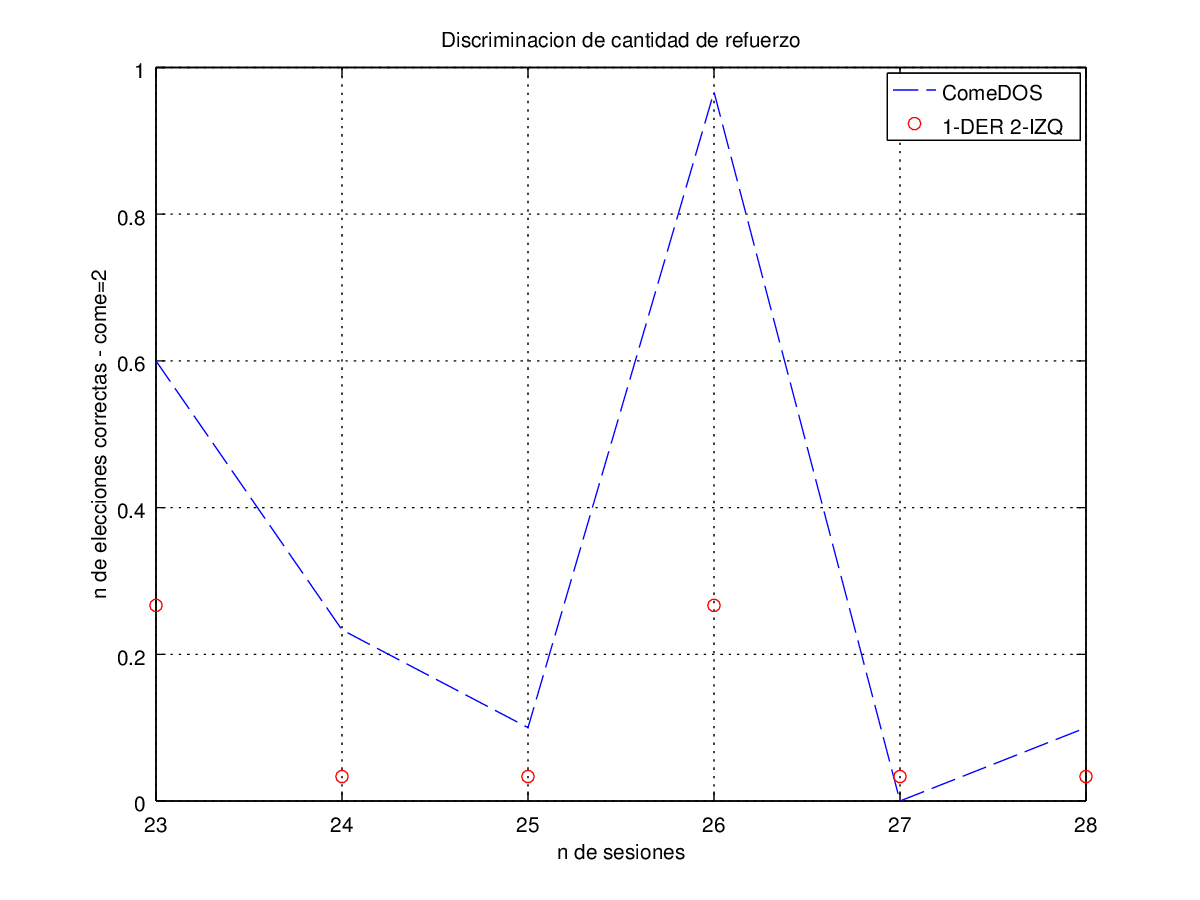 Discriminacion de cantidad de refuerzo
ComeDOS
1-DER 2-IZQ
n de elecciones correctas - come=2
1
0.8
0.6
0.4
0.2
0
23 24 25 26 27 28
n de sesiones